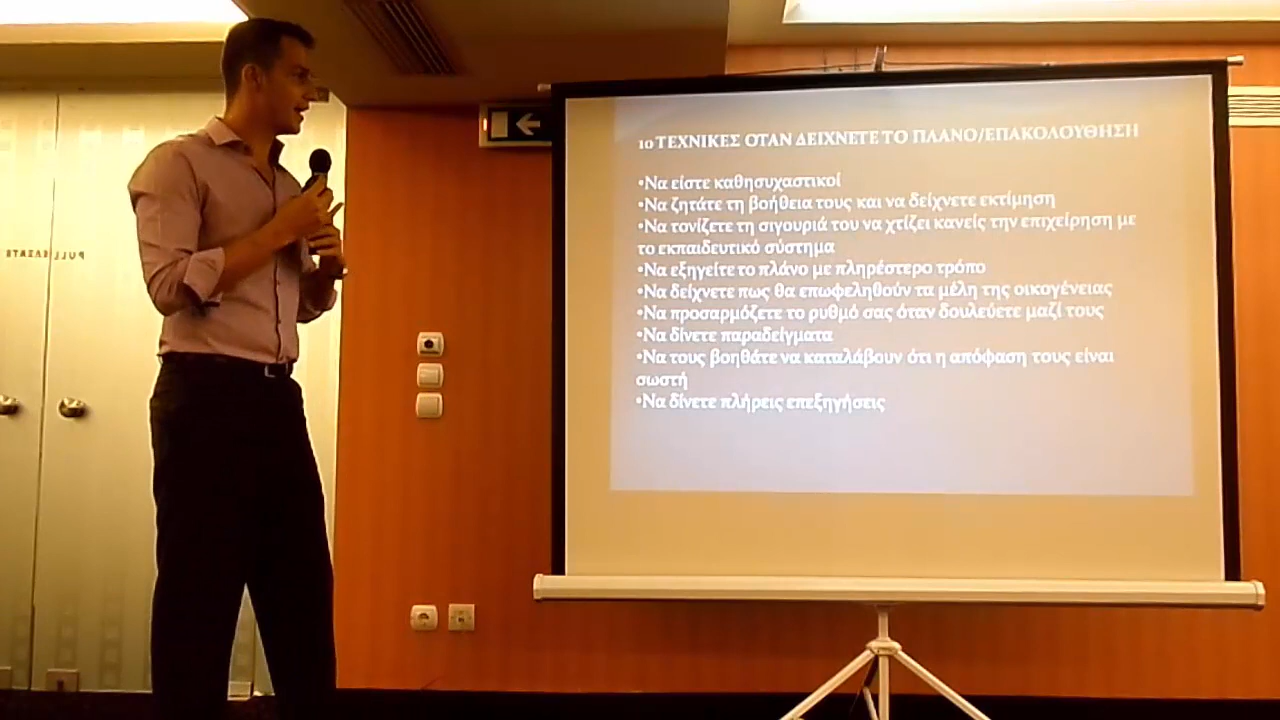 10 ΤΕΧΝΙΚΕΣ ΟΤΑΝ ΔΕΙΧΝΕΤΕ ΤΟ ΠΛΑΝΟ/ΕΠΑΚΟΛΟΥΘΗΣΗ
•Να είστε καθησυχαστικοί
•Να ζητάτε τη βοήθεια τους και να δείχνετε εκτίμηση
•Να τονίζετε τη σιγουριά του να χτίζει κανείς την επιχείρηση με
το εκπαιδευτικό σύστημα
•Να εξηγείτε το πλάνο με πληρέστερο τρόπο
•Να δείχνετε πως θα επωφεληθούν τα μέλη της οικογένειας
•Να προσαρμόζετε το ρυθμό σας όταν δουλεύετε μαζί τους
•Να δίνετε παραδείγματα
•Να τους βοηθάτε να καταλάβουν ότι η απόφαση τους είναι
σωστή
•Να δίνετε πλήρεις επεξηγήσεις
PULL